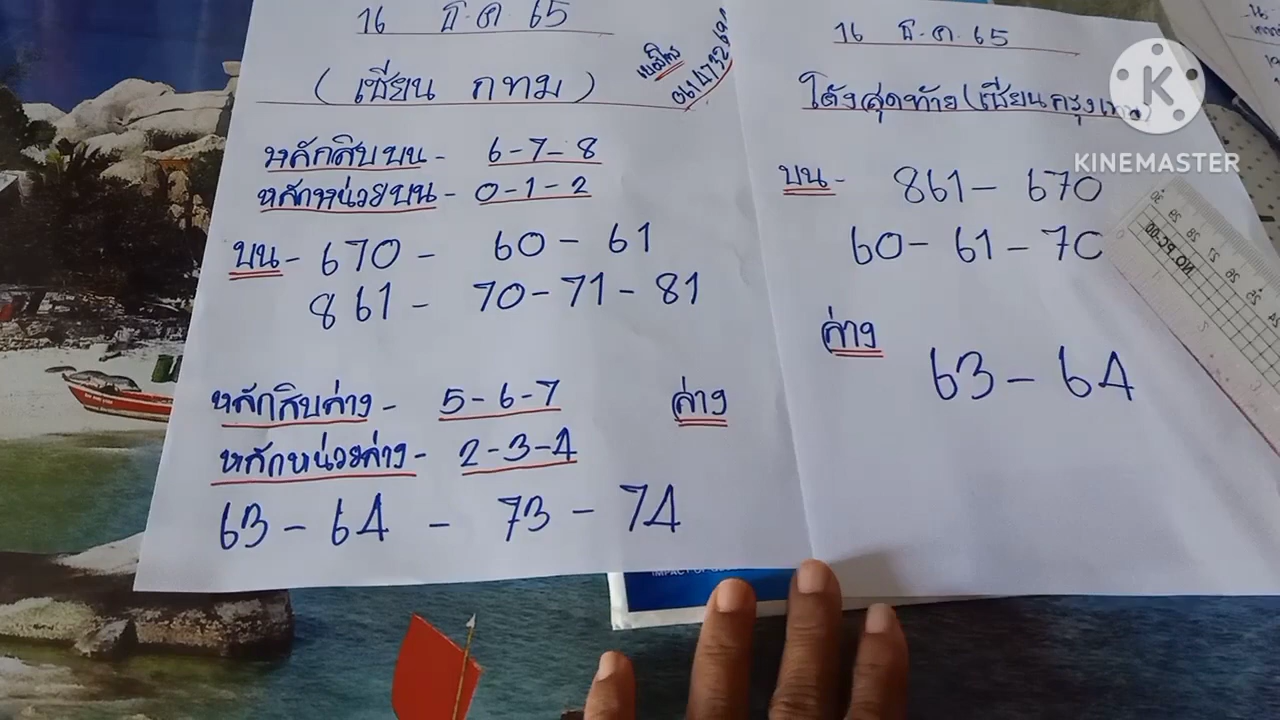 16 ธ.ค. 65
(เซียน กทม)
หลักสิบบน - 6-7-8
หลักหน่วยบน - 0-1-2
บน - 670 - 60 - 61
861 - 70 - 71 - 81
หลักสิบล่าง - 5-6-7
ล่าง
หลักหน่วยล่าง - 2-3-4
63 - 64 - 73 - 74
16 ธ.ค. 65
โต้งสุดท้าย (เซียนกรุงเทพ)
บน - 861 - 670
60 - 61 - 70
ล่าง
63 - 64
KINEMASTER
NO.PC-00